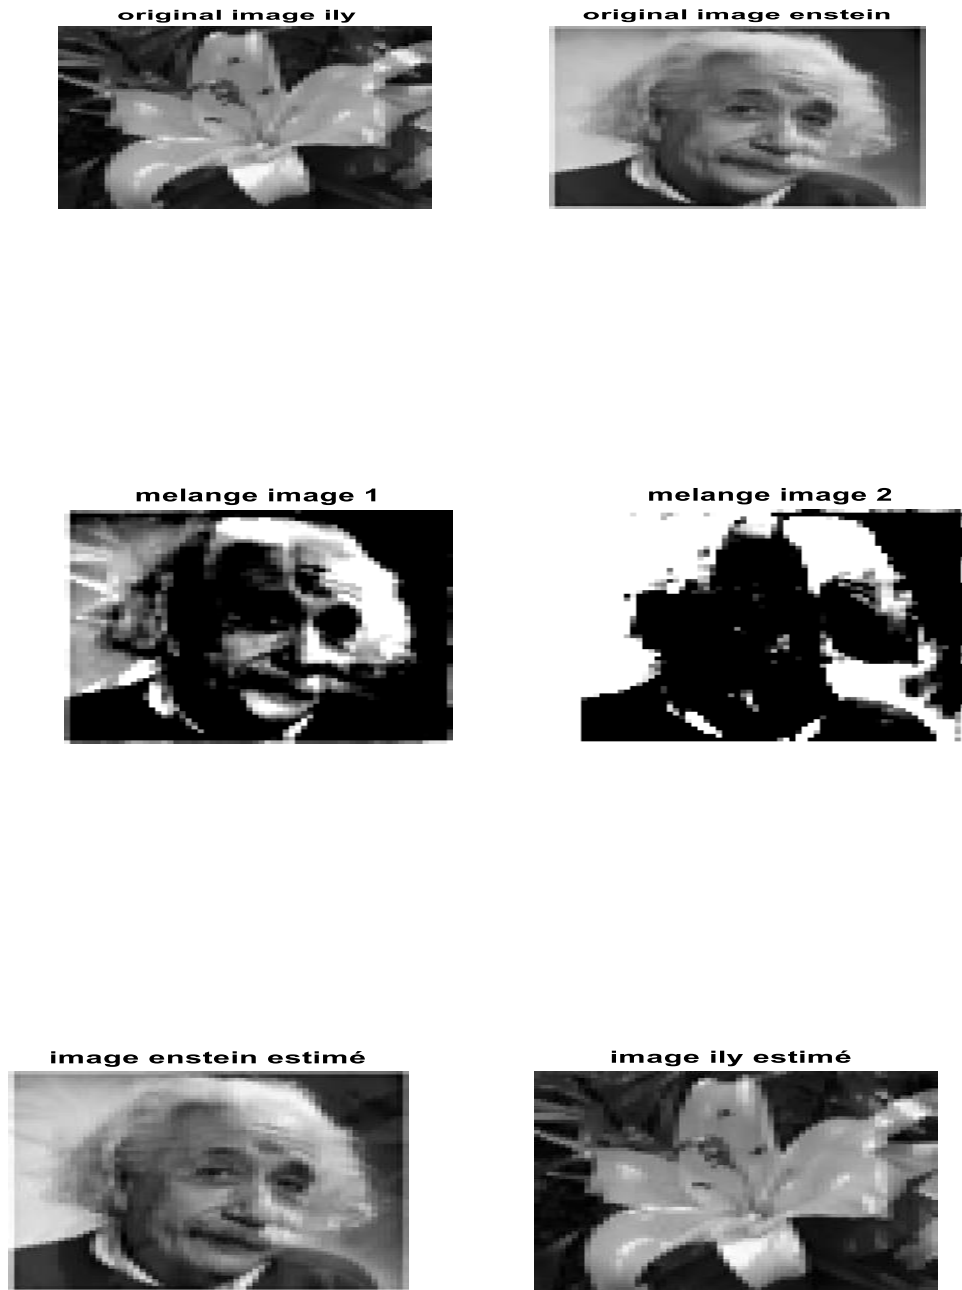 original image ily
original image enstein
melange image 1
melange image 2
image enstein estimé
image ily estimé